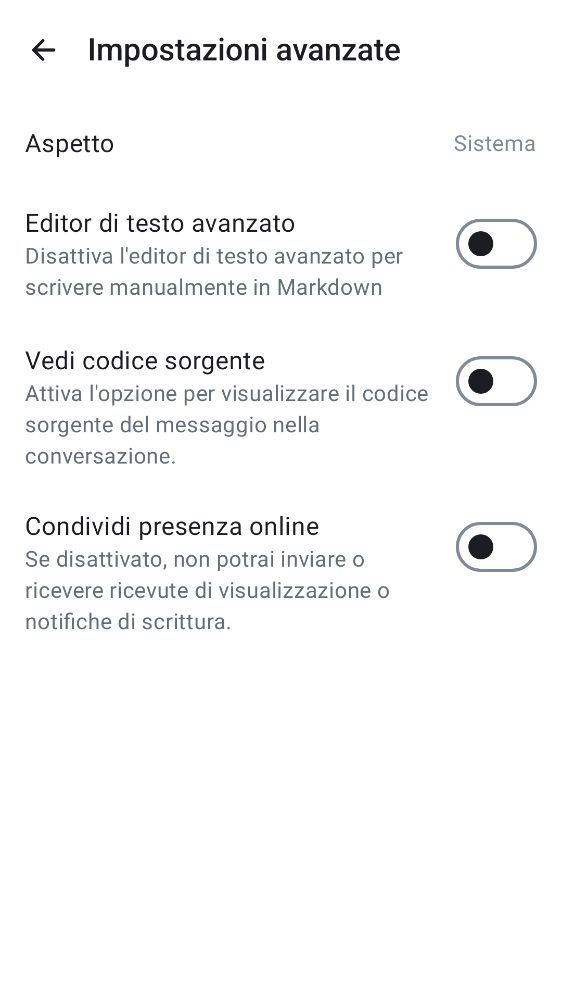 Impostazioni avanzate
Aspetto
Sistema
Editor di testo avanzato
Disattiva l'editor di testo avanzato per
scrivere manualmente in Markdown
Vedi codice sorgente
Attiva l'opzione per visualizzare il codice
sorgente del messaggio nella
conversazione.
Condividi presenza online
Se disattivato, non potrai inviare o
ricevere ricevute di visualizzazione o
notifiche di scrittura.